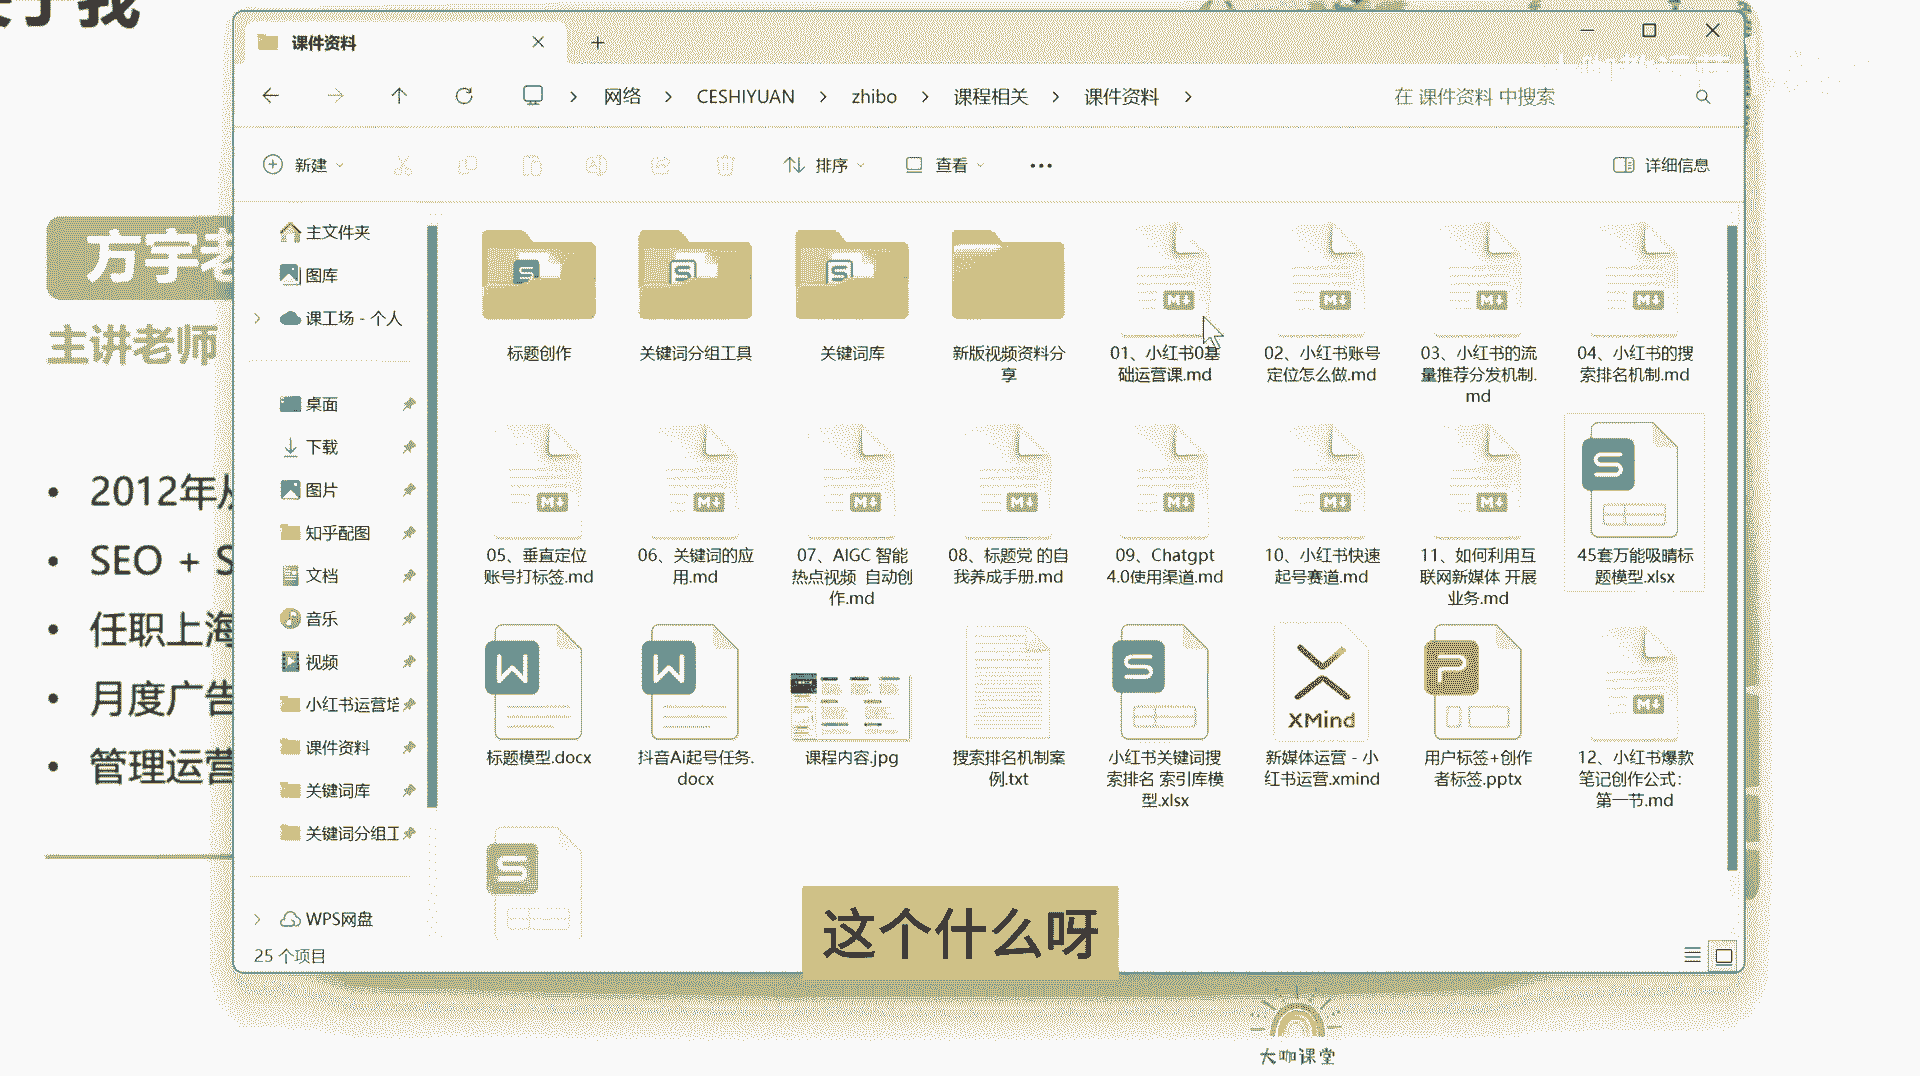 课件资料
网络
CESHIYUAN
zhibo
课程相关
课件资料
在 课件资料 中搜索
新建
排序
查看
详细信息
方宇老
主讲老师
2012年从
SEO + S
任职上海
月度广告
管理运营
主文件夹
图库
课工场 - 个人
桌面
下载
图片
知乎配图
文档
音乐
视频
小红书运营培
课件资料
关键词库
关键词分组工
WPS网盘
25 个项目
标题创作
关键词分组工具
关键词库
新版视频资料分
享
01、小红书0基
础运营课.md
02、小红书账号
定位怎么做.md
03、小红书的流
量推荐分发机制.
md
04、小红书的搜
索排名机制.md
05、垂直定位
账号打标签.md
06、关键词的应
用.md
07、AIGC 智能
热点视频 自动创
作.md
08、标题党 的自
我养成手册.md
09、Chatgpt
4.0使用渠道.md
10、小红书快速
起号赛道.md
11、如何利用互
联网新媒体 开展
业务.md
45套万能吸睛标
题模型.xlsx
标题模型.docx
抖音Ai起号任务.
docx
课程内容.jpg
搜索排名机制案
例.txt
小红书关键词搜
索排名 索引库模
型.xlsx
XMind
新媒体运营 - 小
红书运营.xmind
用户标签+创作
者标签.pptx
12、小红书爆款
笔记创作公式:
第一节.md
这个什么呀
大咖课堂